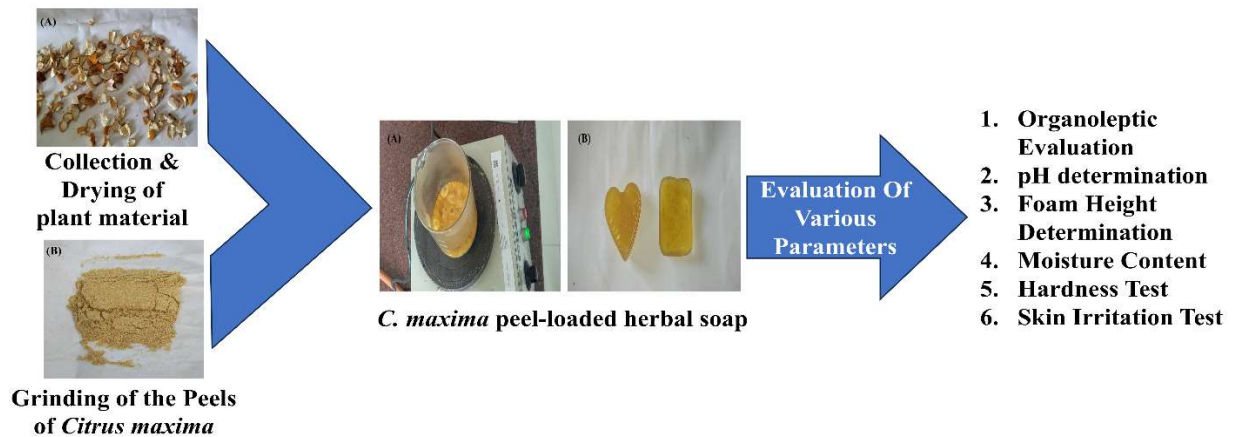 (A)
Collection &
Drying of
plant material
(B)
Grinding of the Peels
of Citrus maxima
(A)
(B)
C. maxima peel-loaded herbal soap
Evaluation Of
Various
Parameters
1. Organoleptic
Evaluation
2. pH determination
3. Foam Height
Determination
4. Moisture Content
5. Hardness Test
6. Skin Irritation Test